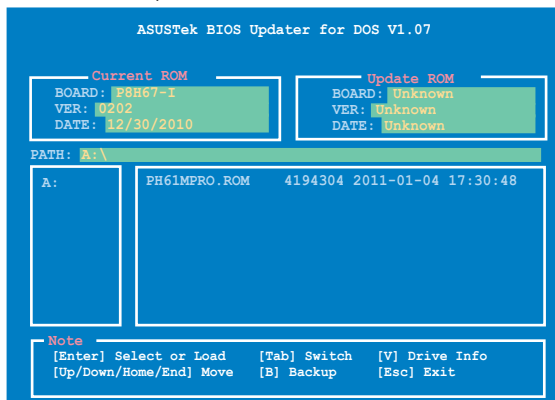 ASUSTek BIOS Updater for DOS V1.07
Current ROM
BOARD: P8H67-I
VER: 0202
DATE: 12/30/2010
Update ROM
BOARD: Unknown
VER: Unknown
DATE: Unknown
PATH: A:\
A:
PH61MPRO.ROM 4194304 2011-01-04 17:30:48
Note
[Enter] Select or Load [Tab] Switch [V] Drive Info
[Up/Down/Home/End] Move [B] Backup [Esc] Exit